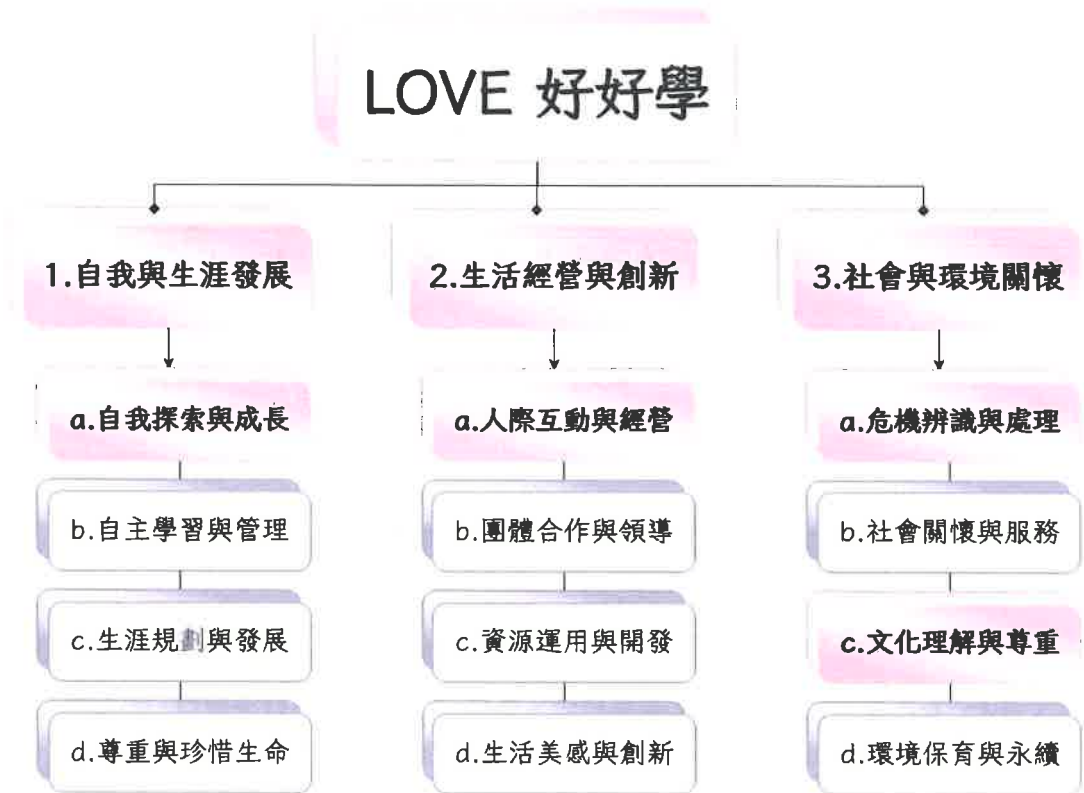 LOVE 好好學
1.自我與生涯發展
2.生活經營與創新
3.社會與環境關懷
a.自我探索與成長
a.人際互動與經營
a.危機辨識與處理
b.自主學習與管理
b.團體合作與領導
b.社會關懷與服務
c.生涯規劃與發展
c.資源運用與開發
c.文化理解與尊重
d.尊重與珍惜生命
d.生活美感與創新
d.環境保育與永續